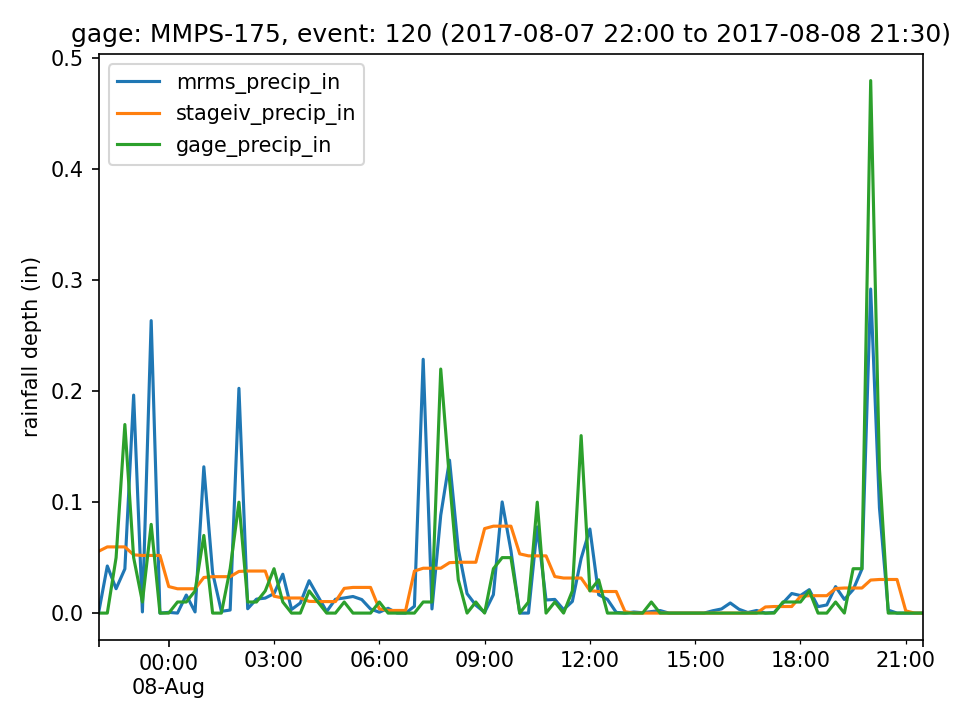 gage: MMPS-175, event: 120 (2017-08-07 22:00 to 2017-08-08 21:30)
mrms_precip_in
stageiv_precip_in
gage_precip_in
rainfall depth (in)
0.5
0.4
0.3
0.2
0.1
0.0
00:00 03:00 06:00 09:00 12:00 15:00 18:00 21:00
08-Aug